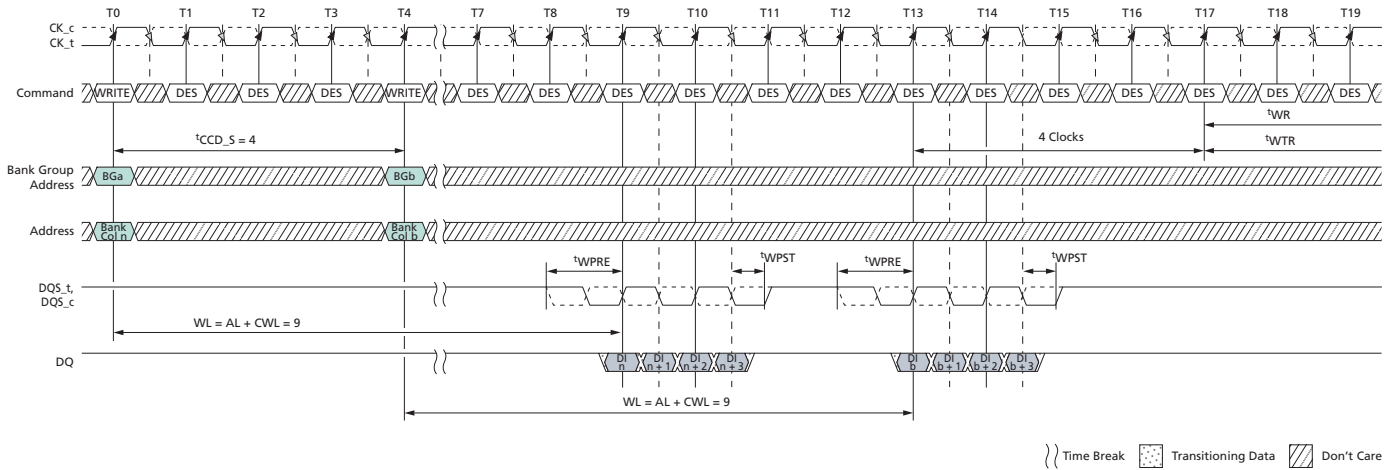 T0 T1 T2 T3 T4 T7 T8 T9 T10 T11 T12 T13 T14 T15 T16 T17 T18 T19
CK_c
CK_t
Command WRITE DES DES DES WRITE DES DES DES DES DES DES DES DES DES DES DES DES DES
tWR
tCCD_S = 4 4 Clocks tWTR
Bank Group
Address BGa BGb
Address Bank
Col n Bank
Col b
tWPRE tWPST tWPRE tWPST
DQS_t,
DQS_c
WL = AL + CWL = 9
DQ DI
n DI
n + 1 DI
n + 2 DI
n + 3 DI
b DI
b + 1 DI
b + 2 DI
b + 3
WL = AL + CWL = 9
Time Break Transitioning Data Don't Care